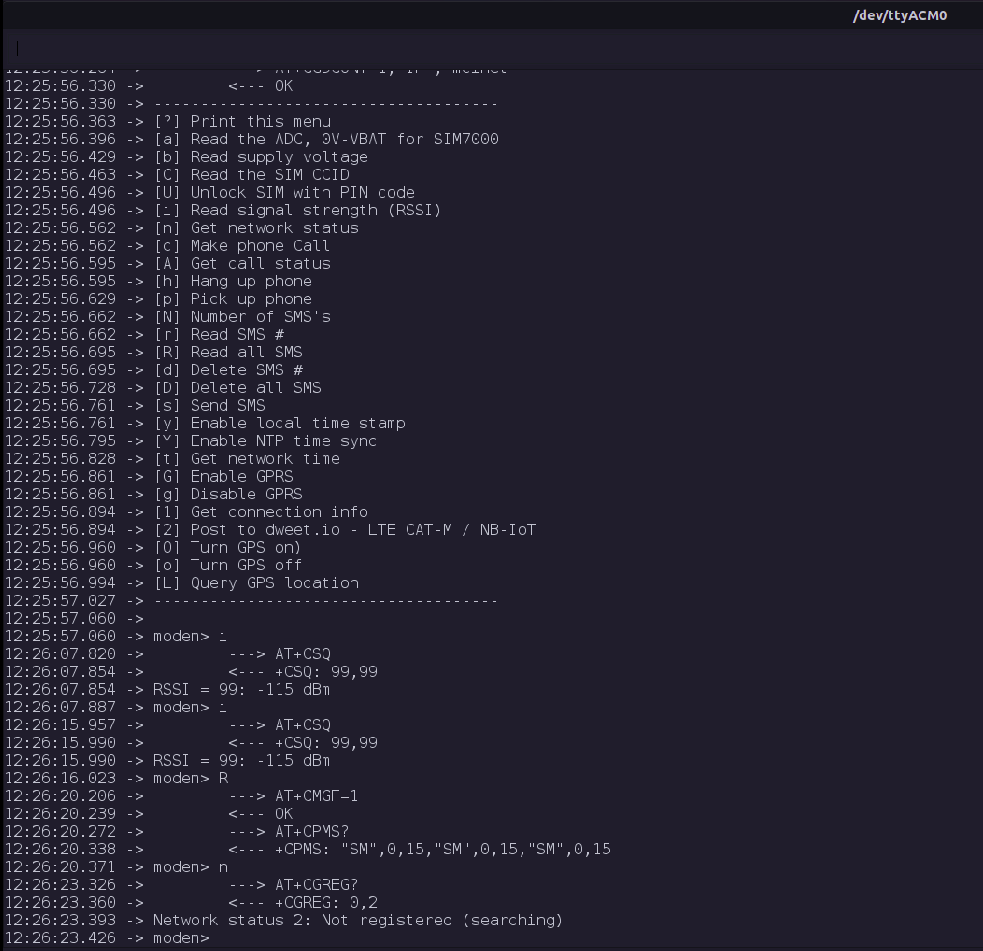 /dev/ttyACM0
12:25:56.330 -> <--- OK
12:25:56.330 -> -------------------------------------
12:25:56.363 -> [?] Print this menu
12:25:56.396 -> [a] Read the ADC, 0V-VBAT for SIM7000
12:25:56.429 -> [b] Read supply voltage
12:25:56.463 -> [C] Read the SIM CCID
12:25:56.496 -> [U] Unlock SIM with PIN code
12:25:56.496 -> [i] Read signal strength (RSSI)
12:25:56.562 -> [n] Get network status
12:25:56.562 -> [c] Make phone Call
12:25:56.595 -> [A] Get call status
12:25:56.595 -> [h] Hang up phone
12:25:56.629 -> [p] Pick up phone
12:25:56.662 -> [N] Number of SMS's
12:25:56.662 -> [r] Read SMS #
12:25:56.695 -> [R] Read all SMS
12:25:56.695 -> [d] Delete SMS #
12:25:56.728 -> [D] Delete all SMS
12:25:56.761 -> [s] Send SMS
12:25:56.761 -> [y] Enable local time stamp
12:25:56.795 -> [Y] Enable NTP time sync
12:25:56.828 -> [t] Get network time
12:25:56.861 -> [G] Enable GPRS
12:25:56.861 -> [g] Disable GPRS
12:25:56.894 -> [1] Get connection info
12:25:56.894 -> [2] Post to dweet.io - LTE CAT-M / NB-IoT
12:25:56.960 -> [O] Turn GPS on)
12:25:56.960 -> [o] Turn GPS off
12:25:56.994 -> [L] Query GPS location
12:25:57.027 -> -------------------------------------
12:25:57.060 ->
12:25:57.060 -> modem> i
12:26:07.820 -> ---> AT+CSQ
12:26:07.854 -> <--- +CSQ: 99,99
12:26:07.854 -> RSSI = 99: -115 dBm
12:26:07.887 -> modem> i
12:26:15.957 -> ---> AT+CSQ
12:26:15.990 -> <--- +CSQ: 99,99
12:26:15.990 -> RSSI = 99: -115 dBm
12:26:16.023 -> modem> R
12:26:20.206 -> ---> AT+CMGF=1
12:26:20.239 -> <--- OK
12:26:20.272 -> ---> AT+CPMS?
12:26:20.338 -> <--- +CPMS: "SM",0,15,"SM",0,15,"SM",0,15
12:26:20.371 -> modem> n
12:26:23.326 -> ---> AT+CGREG?
12:26:23.360 -> <--- +CGREG: 0,2
12:26:23.393 -> Network status 2: Not registered (searching)
12:26:23.426 -> modem>